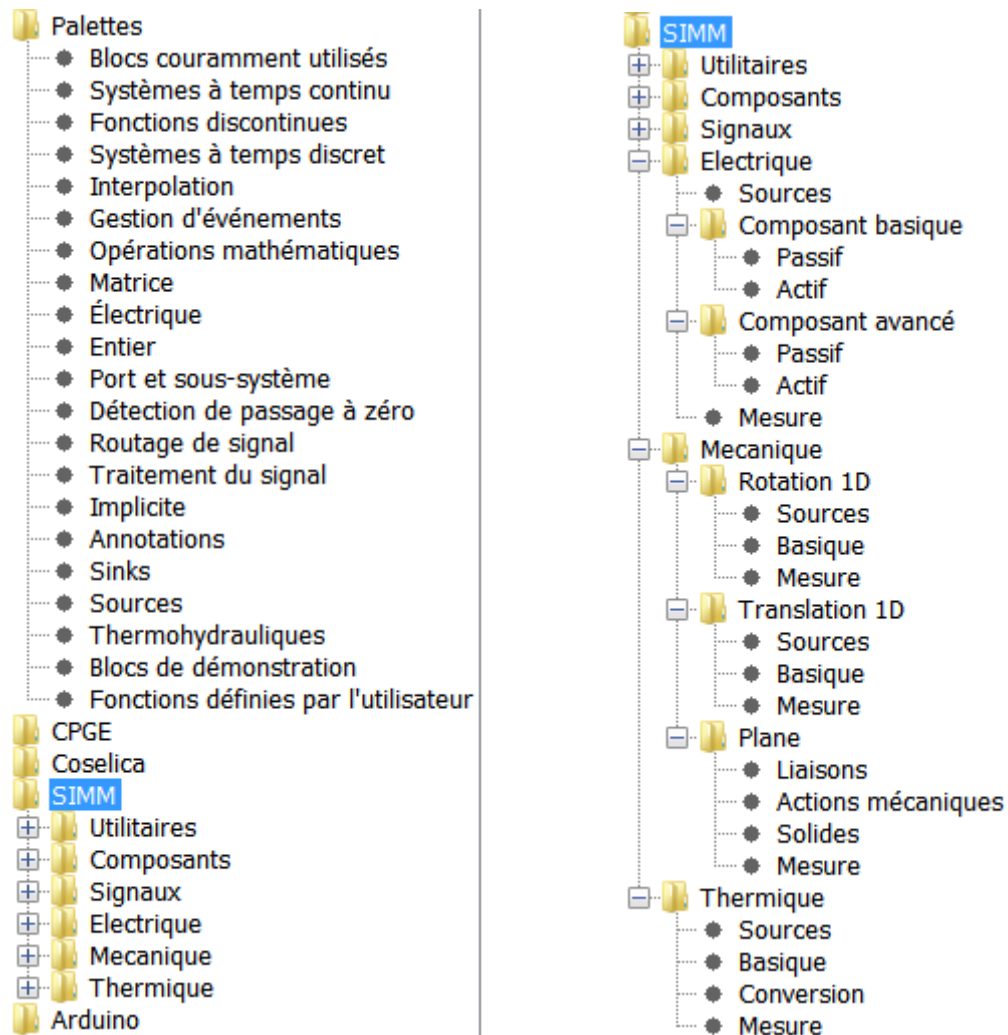 Palettes
Blocs couramment utilisés
Systèmes à temps continu
Fonctions discontinues
Systèmes à temps discret
Interpolation
Gestion d'événements
Opérations mathématiques
Matrice
Électrique
Entier
Port et sous-système
Détection de passage à zéro
Routage de signal
Traitement du signal
Implicite
Annotations
Sinks
Sources
Thermohydrauliques
Blocs de démonstration
Fonctions définies par l'utilisateur
CPGE
Coselica
SIMM
Utilitaires
Composants
Signaux
Electrique
Mecanique
Thermique
Arduino
SIMM
Utilitaires
Composants
Signaux
Electrique
Sources
Composant basique
Passif
Actif
Composant avancé
Passif
Actif
Mesure
Mecanique
Rotation 1D
Sources
Basique
Mesure
Translation 1D
Sources
Basique
Mesure
Plane
Liaisons
Actions mécaniques
Solides
Mesure
Thermique
Sources
Basique
Conversion
Mesure